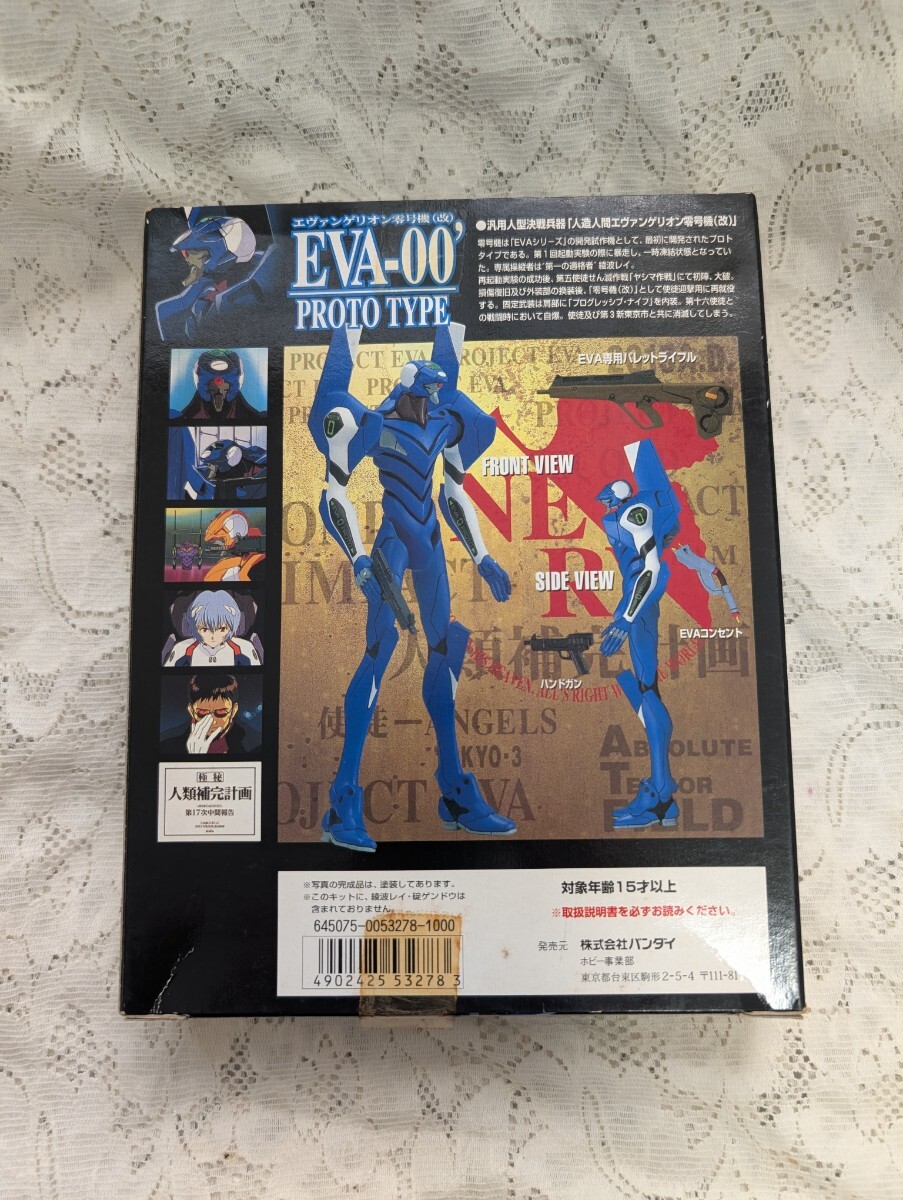 エヴァンゲリオン零号機(改)
EVA-00'
PROTO TYPE
●汎用人型決戦兵器「人造人間エヴァンゲリオン零号機(改)」
零号機は「EVAシリーズ」の開発試作機として、最初に開発されたプロト
タイプである。第1回起動実験の際に暴走し、一時凍結状態となってい
た。専属操縦者は"第一の適格者"綾波レイ。
再起動実験の成功後、第五使徒せん滅作戦「ヤシマ作戦」にて初陣、大破。
損傷復旧及び外装部の換装後、「零号機(改)」として使徒迎撃用に再就役
する。固定武装は肩部に「プログレッシブ・ナイフ」を内装。第十六使徒と
の戦闘時において自爆。使徒及び第3新東京市と共に消滅してしまう。
PROJECT EVA PROJECT EVA
PROJECT EVA
EVA専用パレットライフル
FRONT VIEW
NERV
SIDE VIEW
IMPACT
EVAコンセント
ハンドガン
人類補完計画
ALL'S RIGHT
使徒―ANGELS
KYO-3
ABSOLUTE
OJECT EVA
FIELD
00
極秘
人類補完計画
第17次中間報告
※写真の完成品は、塗装してあります。
※このキットに、綾波レイ・碇ゲンドウは
含まれておりません。
645075-0053278-1000
4902425 532783
対象年齢15才以上
※取扱説明書を必ずお読みください。
発売元 株式会社バンダイ
ホビー事業部
東京都台東区駒形2-5-4 〒111-81